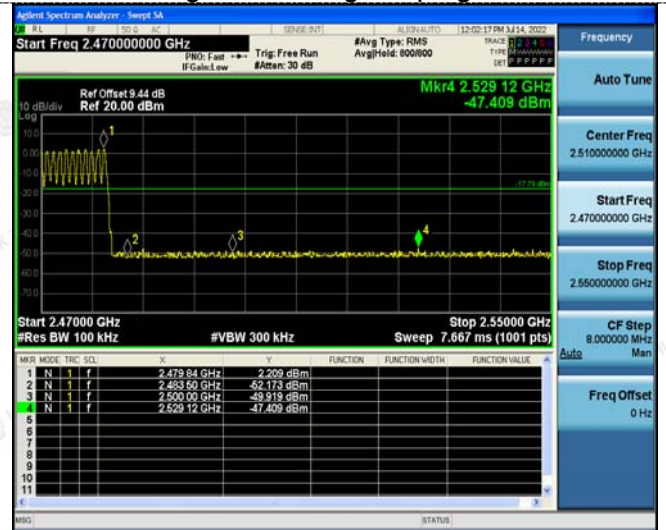 Agilent Spectrum Analyzer - Swept SA
RL RF 50 Ω AC SENSE:INT ALIGN AUTO 12:02:17 PM Jul 14, 2022
Start Freq 2.470000000 GHz
PNO: Fast
IFGain:Low
Trig: Free Run
#Atten: 30 dB
#Avg Type: RMS
Avg|Hold: 800/800
TRACE 1 2 3 4 5 6
TYPE
DET P P P P P P
Ref Offset 9.44 dB
Ref 20.00 dBm
10 dB/div
Log
Mkr4 2.529 12 GHz
-47.409 dBm
10.0
0.00
-10.0
-20.0
-30.0
-40.0
-50.0
-60.0
-70.0
1
2
3
4
-17.79 dBm
Start 2.47000 GHz
Stop 2.55000 GHz
#Res BW 100 kHz
#VBW 300 kHz
Sweep 7.667 ms (1001 pts)
MKR MODE TRC SCL X Y FUNCTION FUNCTION WIDTH FUNCTION VALUE
1 N 1 f 2.479 84 GHz 2.209 dBm
2 N 1 f 2.483 50 GHz -52.173 dBm
3 N 1 f 2.500 00 GHz -49.919 dBm
4 N 1 f 2.529 12 GHz -47.409 dBm
5
6
7
8
9
10
11
MSG STATUS
Frequency
Auto Tune
Center Freq
2.510000000 GHz
Start Freq
2.470000000 GHz
Stop Freq
2.550000000 GHz
CF Step
8.000000 MHz
Auto Man
Freq Offset
0 Hz